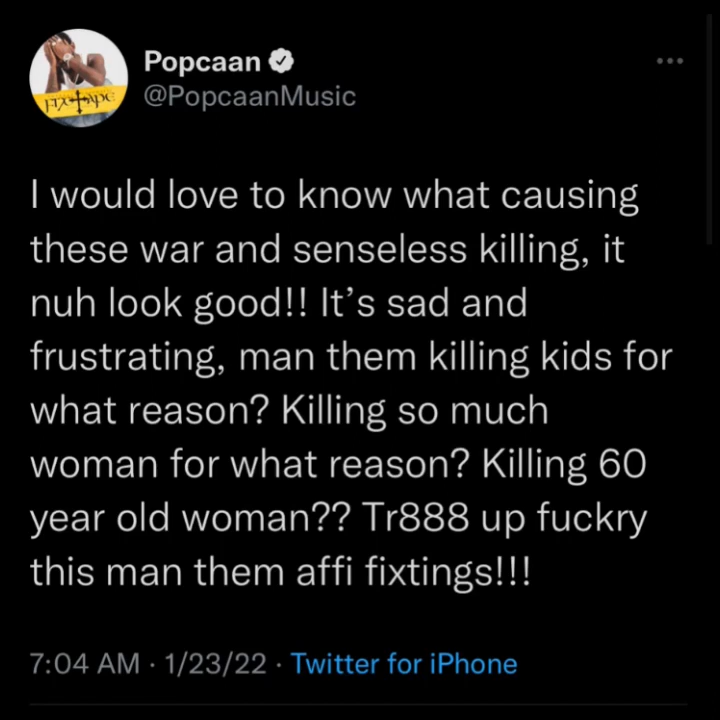 Popcaan
@PopcaanMusic
FIXTAPE
I would love to know what causing
these war and senseless killing, it
nuh look good!! It's sad and
frustrating, man them killing kids for
what reason? Killing so much
woman for what reason? Killing 60
year old woman?? Tr888 up fuckry
this man them affi fixtings!!!
7:04 AM · 1/23/22 · Twitter for iPhone